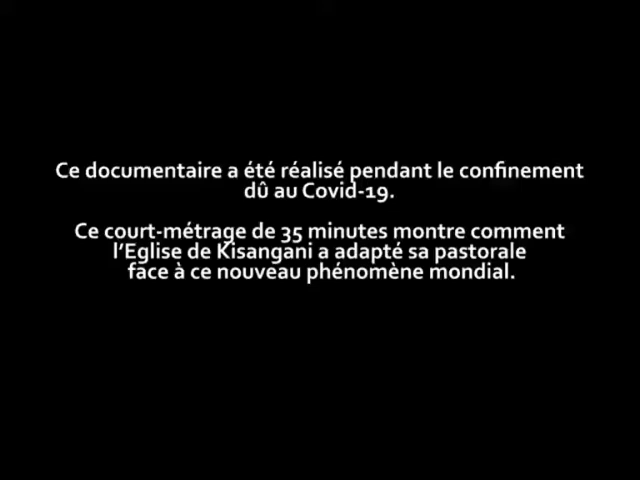 Ce documentaire a été réalisé pendant le confinement
dû au Covid-19.
Ce court-métrage de 35 minutes montre comment
l’Eglise de Kisangani a adapté sa pastorale
face à ce nouveau phénomène mondial.